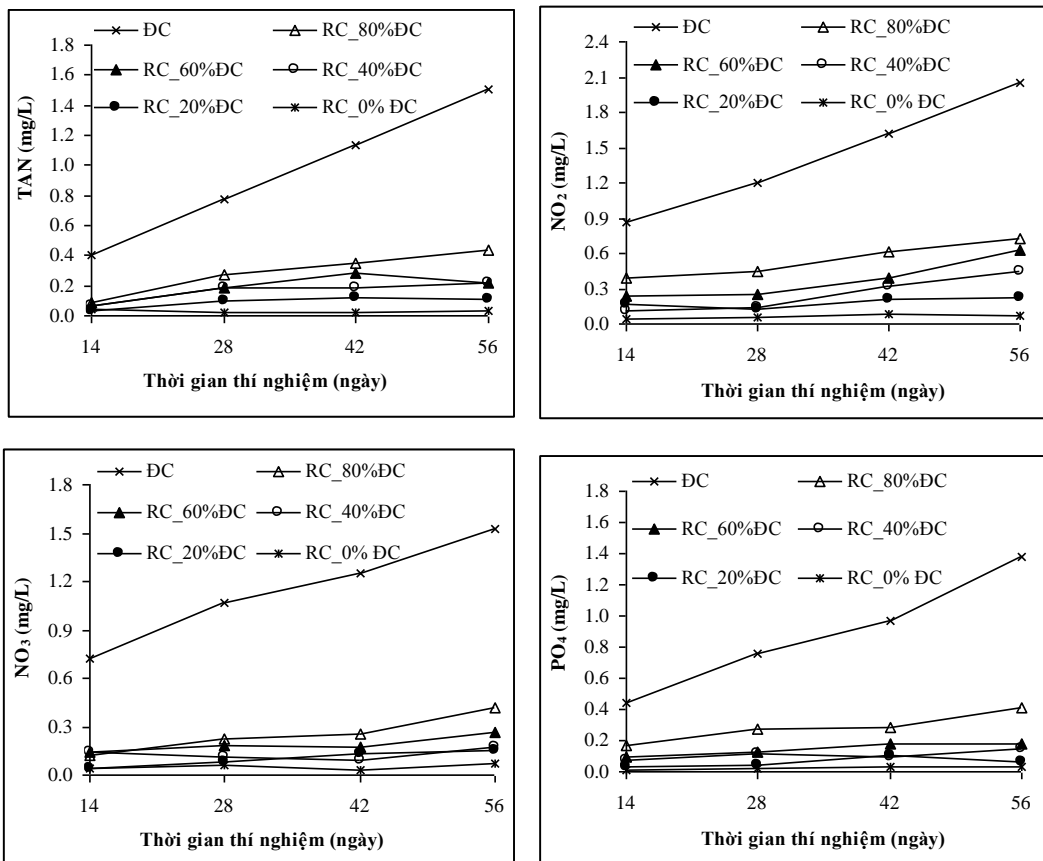 ĐC RC_80%ĐC
RC_60%ĐC RC_40%ĐC
RC_20%ĐC RC_0% ĐC
TAN (mg/L)
1.8
1.6
1.4
1.2
1.0
0.8
0.6
0.4
0.2
0.0
14 28 42 56
Thời gian thí nghiệm (ngày)
ĐC RC_80%ĐC
RC_60%ĐC RC_40%ĐC
RC_20%ĐC RC_0% ĐC
NO₂ (mg/L)
2.4
2.1
1.8
1.5
1.2
0.9
0.6
0.3
0.0
14 28 42 56
Thời gian thí nghiệm (ngày)
ĐC RC_80%ĐC
RC_60%ĐC RC_40%ĐC
RC_20%ĐC RC_0% ĐC
NO₃ (mg/L)
1.8
1.5
1.2
0.9
0.6
0.3
0.0
14 28 42 56
Thời gian thí nghiệm (ngày)
ĐC RC_80%ĐC
RC_60%ĐC RC_40%ĐC
RC_20%ĐC RC_0% ĐC
PO₄ (mg/L)
1.8
1.6
1.4
1.2
1.0
0.8
0.6
0.4
0.2
0.0
14 28 42 56
Thời gian thí nghiệm (ngày)